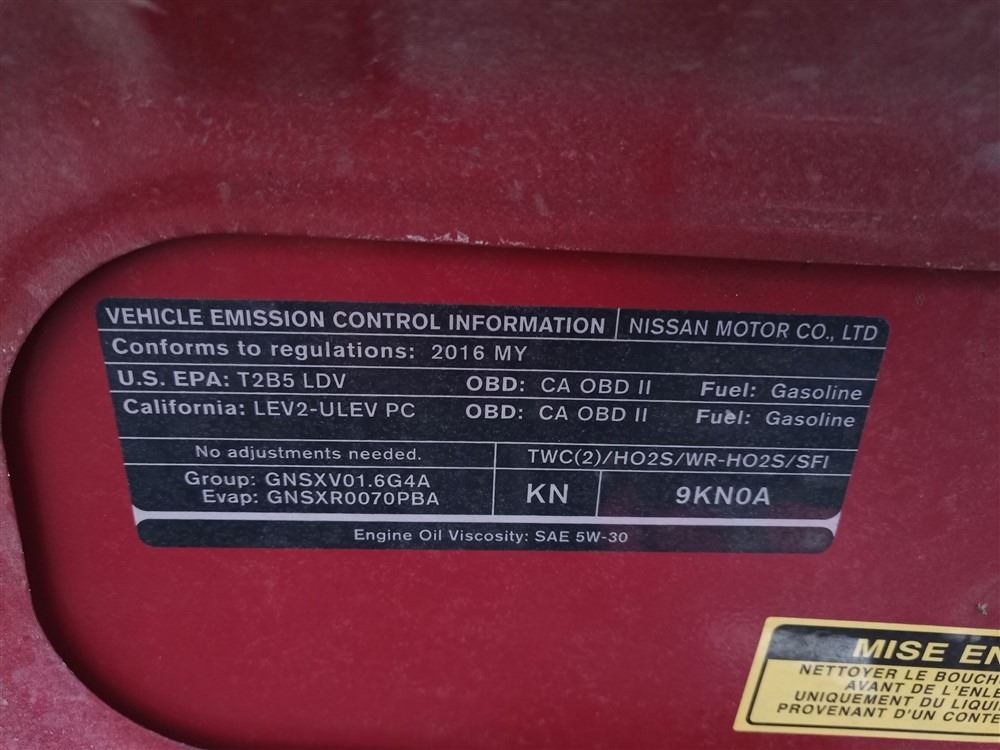 VEHICLE EMISSION CONTROL INFORMATION NISSAN MOTOR CO., LTD
Conforms to regulations: 2016 MY
U.S. EPA: T2B5 LDV OBD: CA OBD II Fuel: Gasoline
California: LEV2-ULEV PC OBD: CA OBD II Fuel: Gasoline
No adjustments needed. TWC(2)/HO2S/WR-HO2S/SFI
Group: GNSXV01.6G4A
Evap: GNSXR0070PBA
KN 9KN0A
Engine Oil Viscosity: SAE 5W-30
MISE EN
NETTOYER LE BOUCH
AVANT DE L'ENLE
UNIQUEMENT DU LIQUI
PROVENANT D'UN CONTE